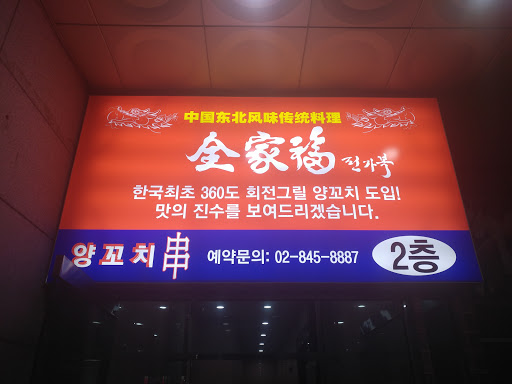 中国东北风味传统料理
全家福 전가복
한국최초 360도 회전그릴 양꼬치 도입!
맛의 진수를 보여드리겠습니다.
양꼬치 串 예약문의: 02-845-8887 2층